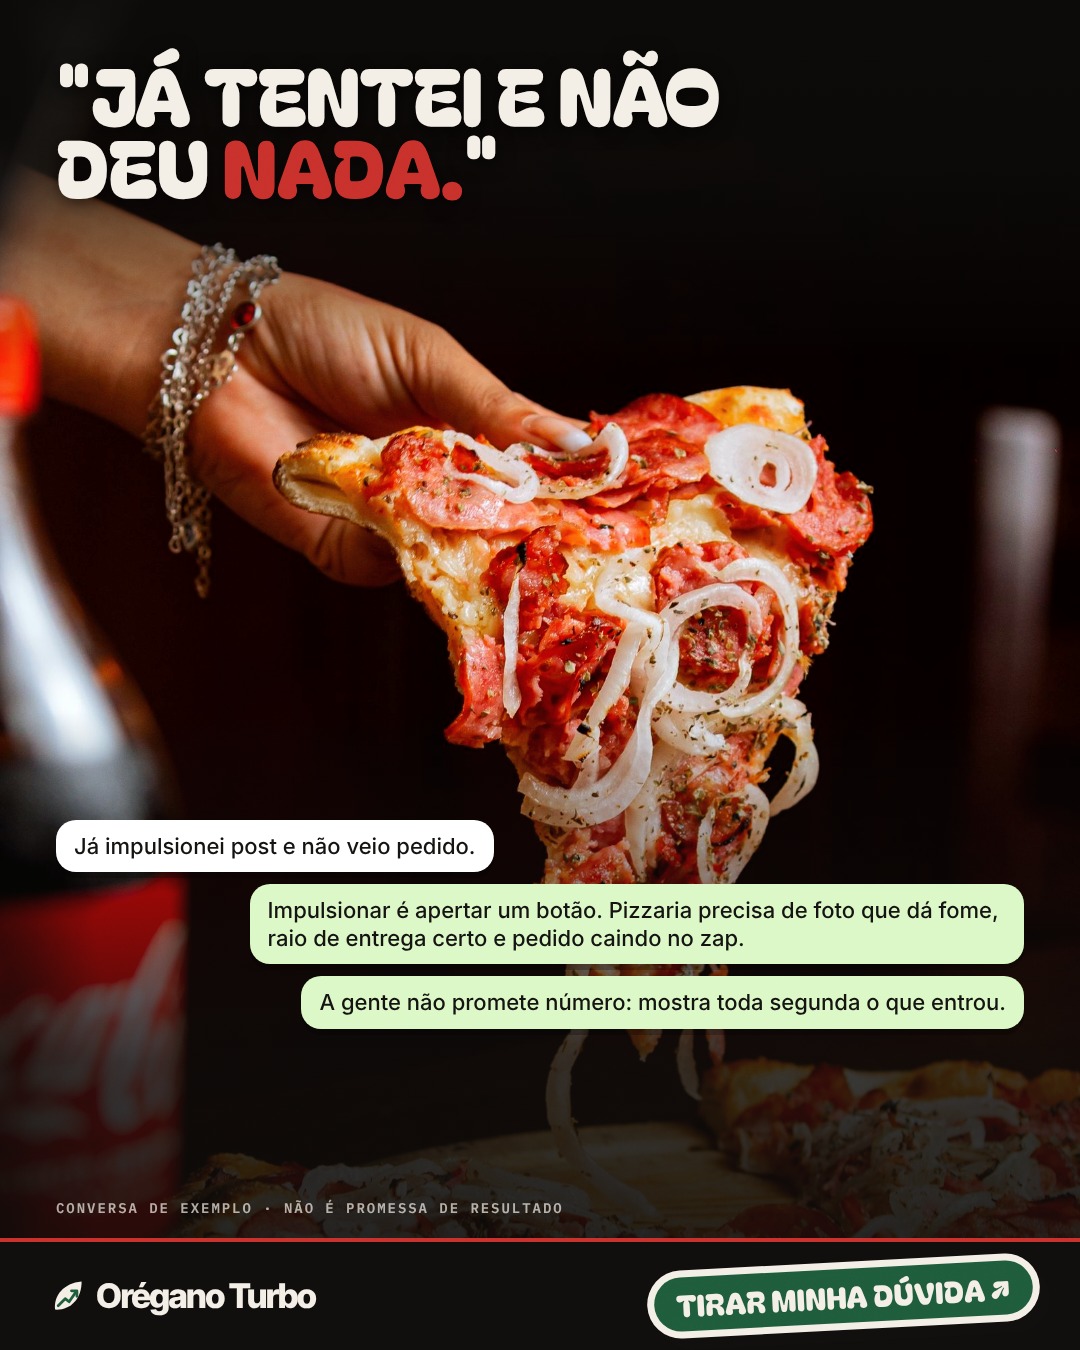 "JÁ TENTEI E NÃO
DEU NADA."
Já impulsionei post e não veio pedido.
Impulsionar é apertar um botão. Pizzaria precisa de foto que dá fome,
raio de entrega certo e pedido caindo no zap.
A gente não promete número: mostra toda segunda o que entrou.
CONVERSA DE EXEMPLO · NÃO É PROMESSA DE RESULTADO
Orégano Turbo
TIRAR MINHA DÚVIDA ↗